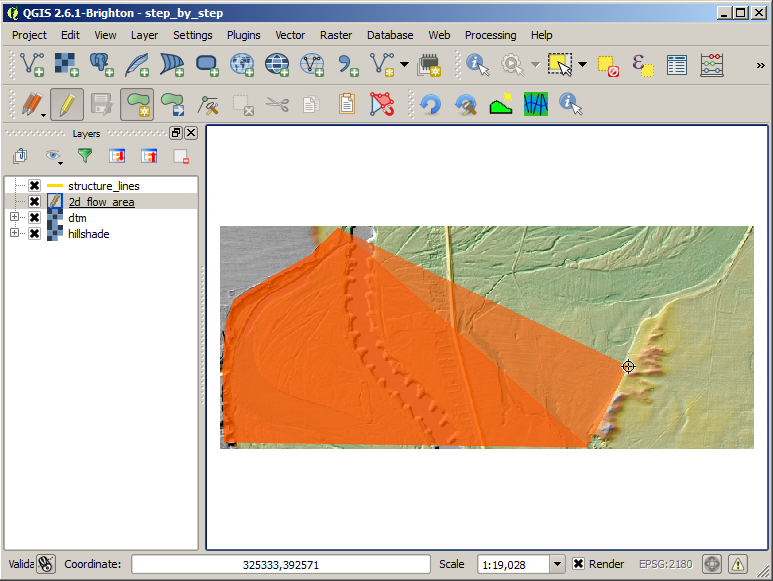 QGIS 2.6.1-Brighton - step_by_step
Project Edit View Layer Settings Plugins Vector Raster Database Web Processing Help
»
Layers
structure_lines
2d_flow_area
dtm
hillshade
Valida Coordinate: 325333,392571 Scale 1:19,028 Render EPSG:2180